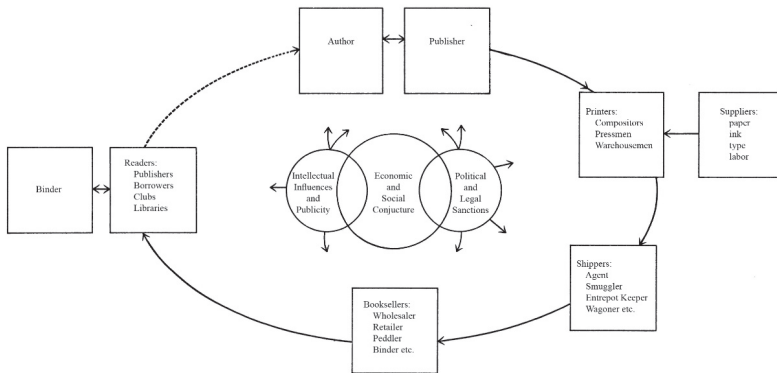 Author
Publisher
Printers:
Compositors
Pressmen
Warehousemen
Suppliers:
paper
ink
type
labor
Readers:
Publishers
Borrowers
Clubs
Libraries
Binder
Intellectual
Influences
and
Publicity
Economic
and
Social
Conjucture
Political
and
Legal
Sanctions
Shippers:
Agent
Smuggler
Entrepot Keeper
Wagoner etc.
Booksellers:
Wholesaler
Retailer
Peddler
Binder etc.